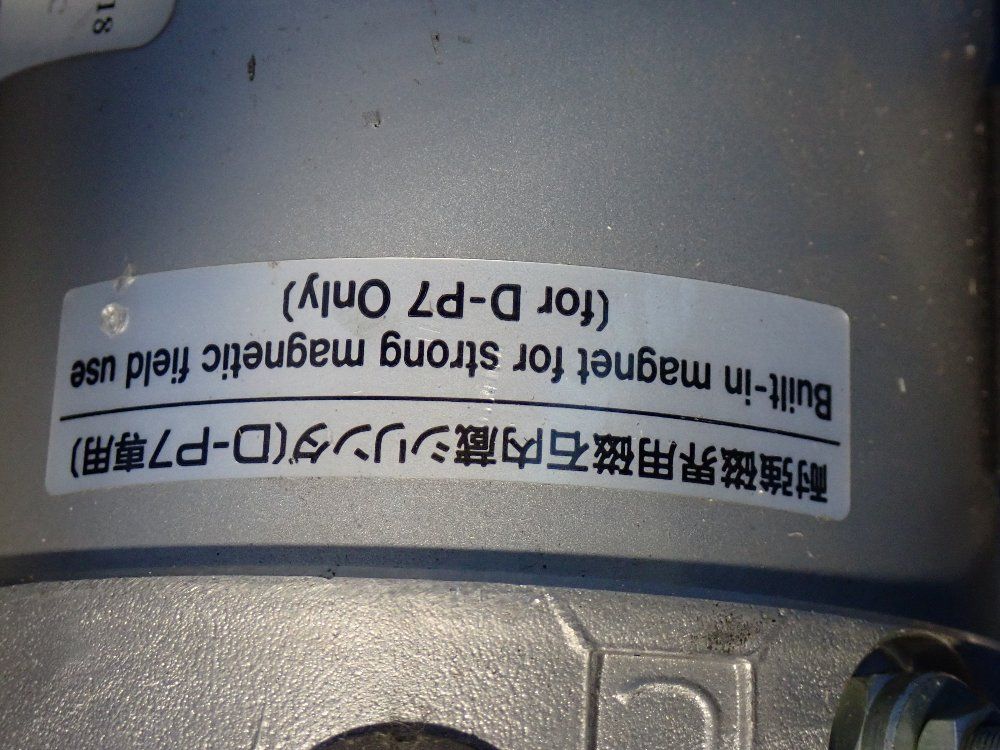 耐強磁界用磁石内蔵シリンダ(D-P7専用)
Built-in magnet for strong magnetic field use
(for D-P7 Only)
18
C